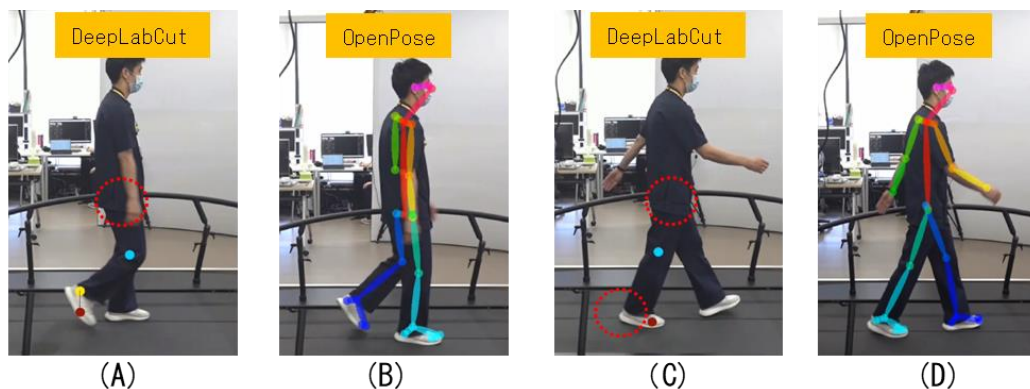 DeepLabCut
OpenPose
DeepLabCut
OpenPose
(A)
(B)
(C)
(D)